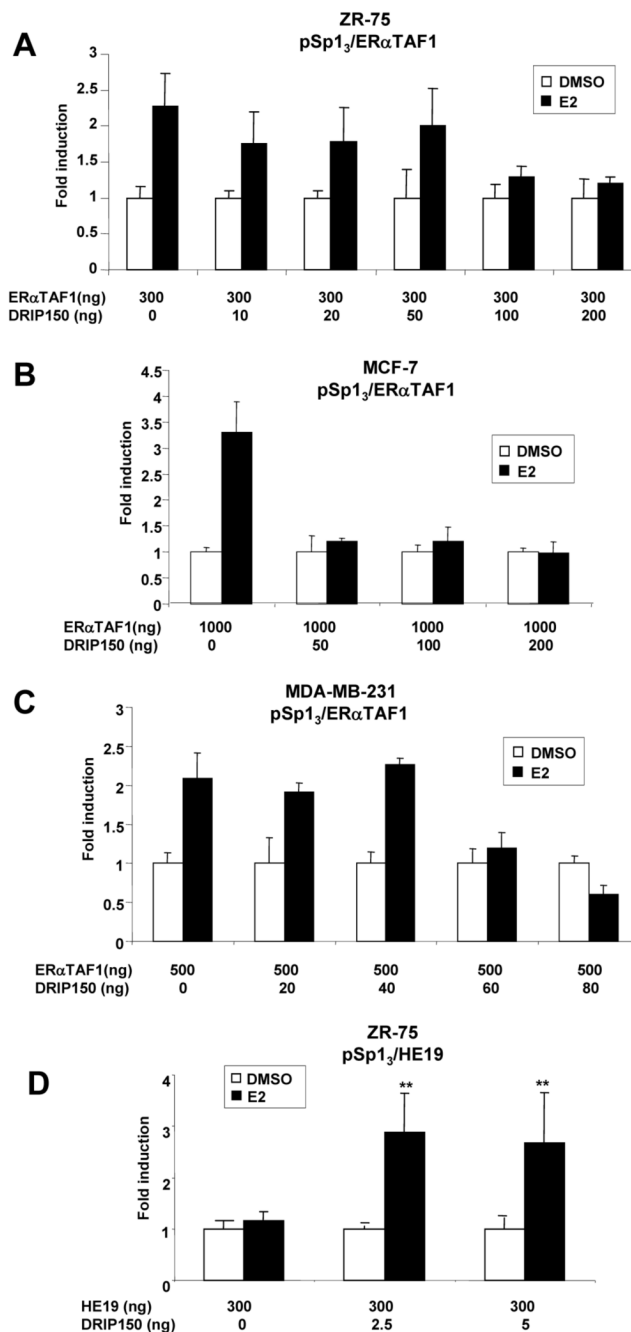 A
ZR-75
pSp1₃/ERαTAF1
Fold induction
3
2.5
2
1.5
1
0.5
0
DMSO
E2
ERαTAF1(ng) 300 300 300 300 300 300
DRIP150 (ng) 0 10 20 50 100 200
B
MCF-7
pSp1₃/ERαTAF1
Fold induction
4.5
4
3.5
3
2.5
2
1.5
1
0.5
0
DMSO
E2
ERαTAF1(ng) 1000 1000 1000 1000
DRIP150 (ng) 0 50 100 200
C
MDA-MB-231
pSp1₃/ERαTAF1
Fold induction
3
2.5
2
1.5
1
0.5
0
DMSO
E2
ERαTAF1(ng) 500 500 500 500 500
DRIP150 (ng) 0 20 40 60 80
D
ZR-75
pSp1₃/HE19
Fold induction
4
3
2
1
0
DMSO
E2
** **
HE19 (ng) 300 300 300
DRIP150 (ng) 0 2.5 5